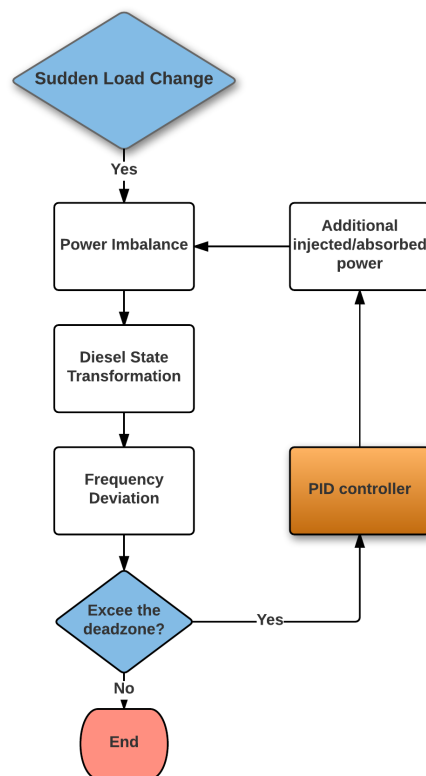 Sudden Load Change
Yes
Power Imbalance
Additional
injected/absorbed
power
Diesel State
Transformation
Frequency
Deviation
PID controller
Excee the
deadzone?
Yes
No
End